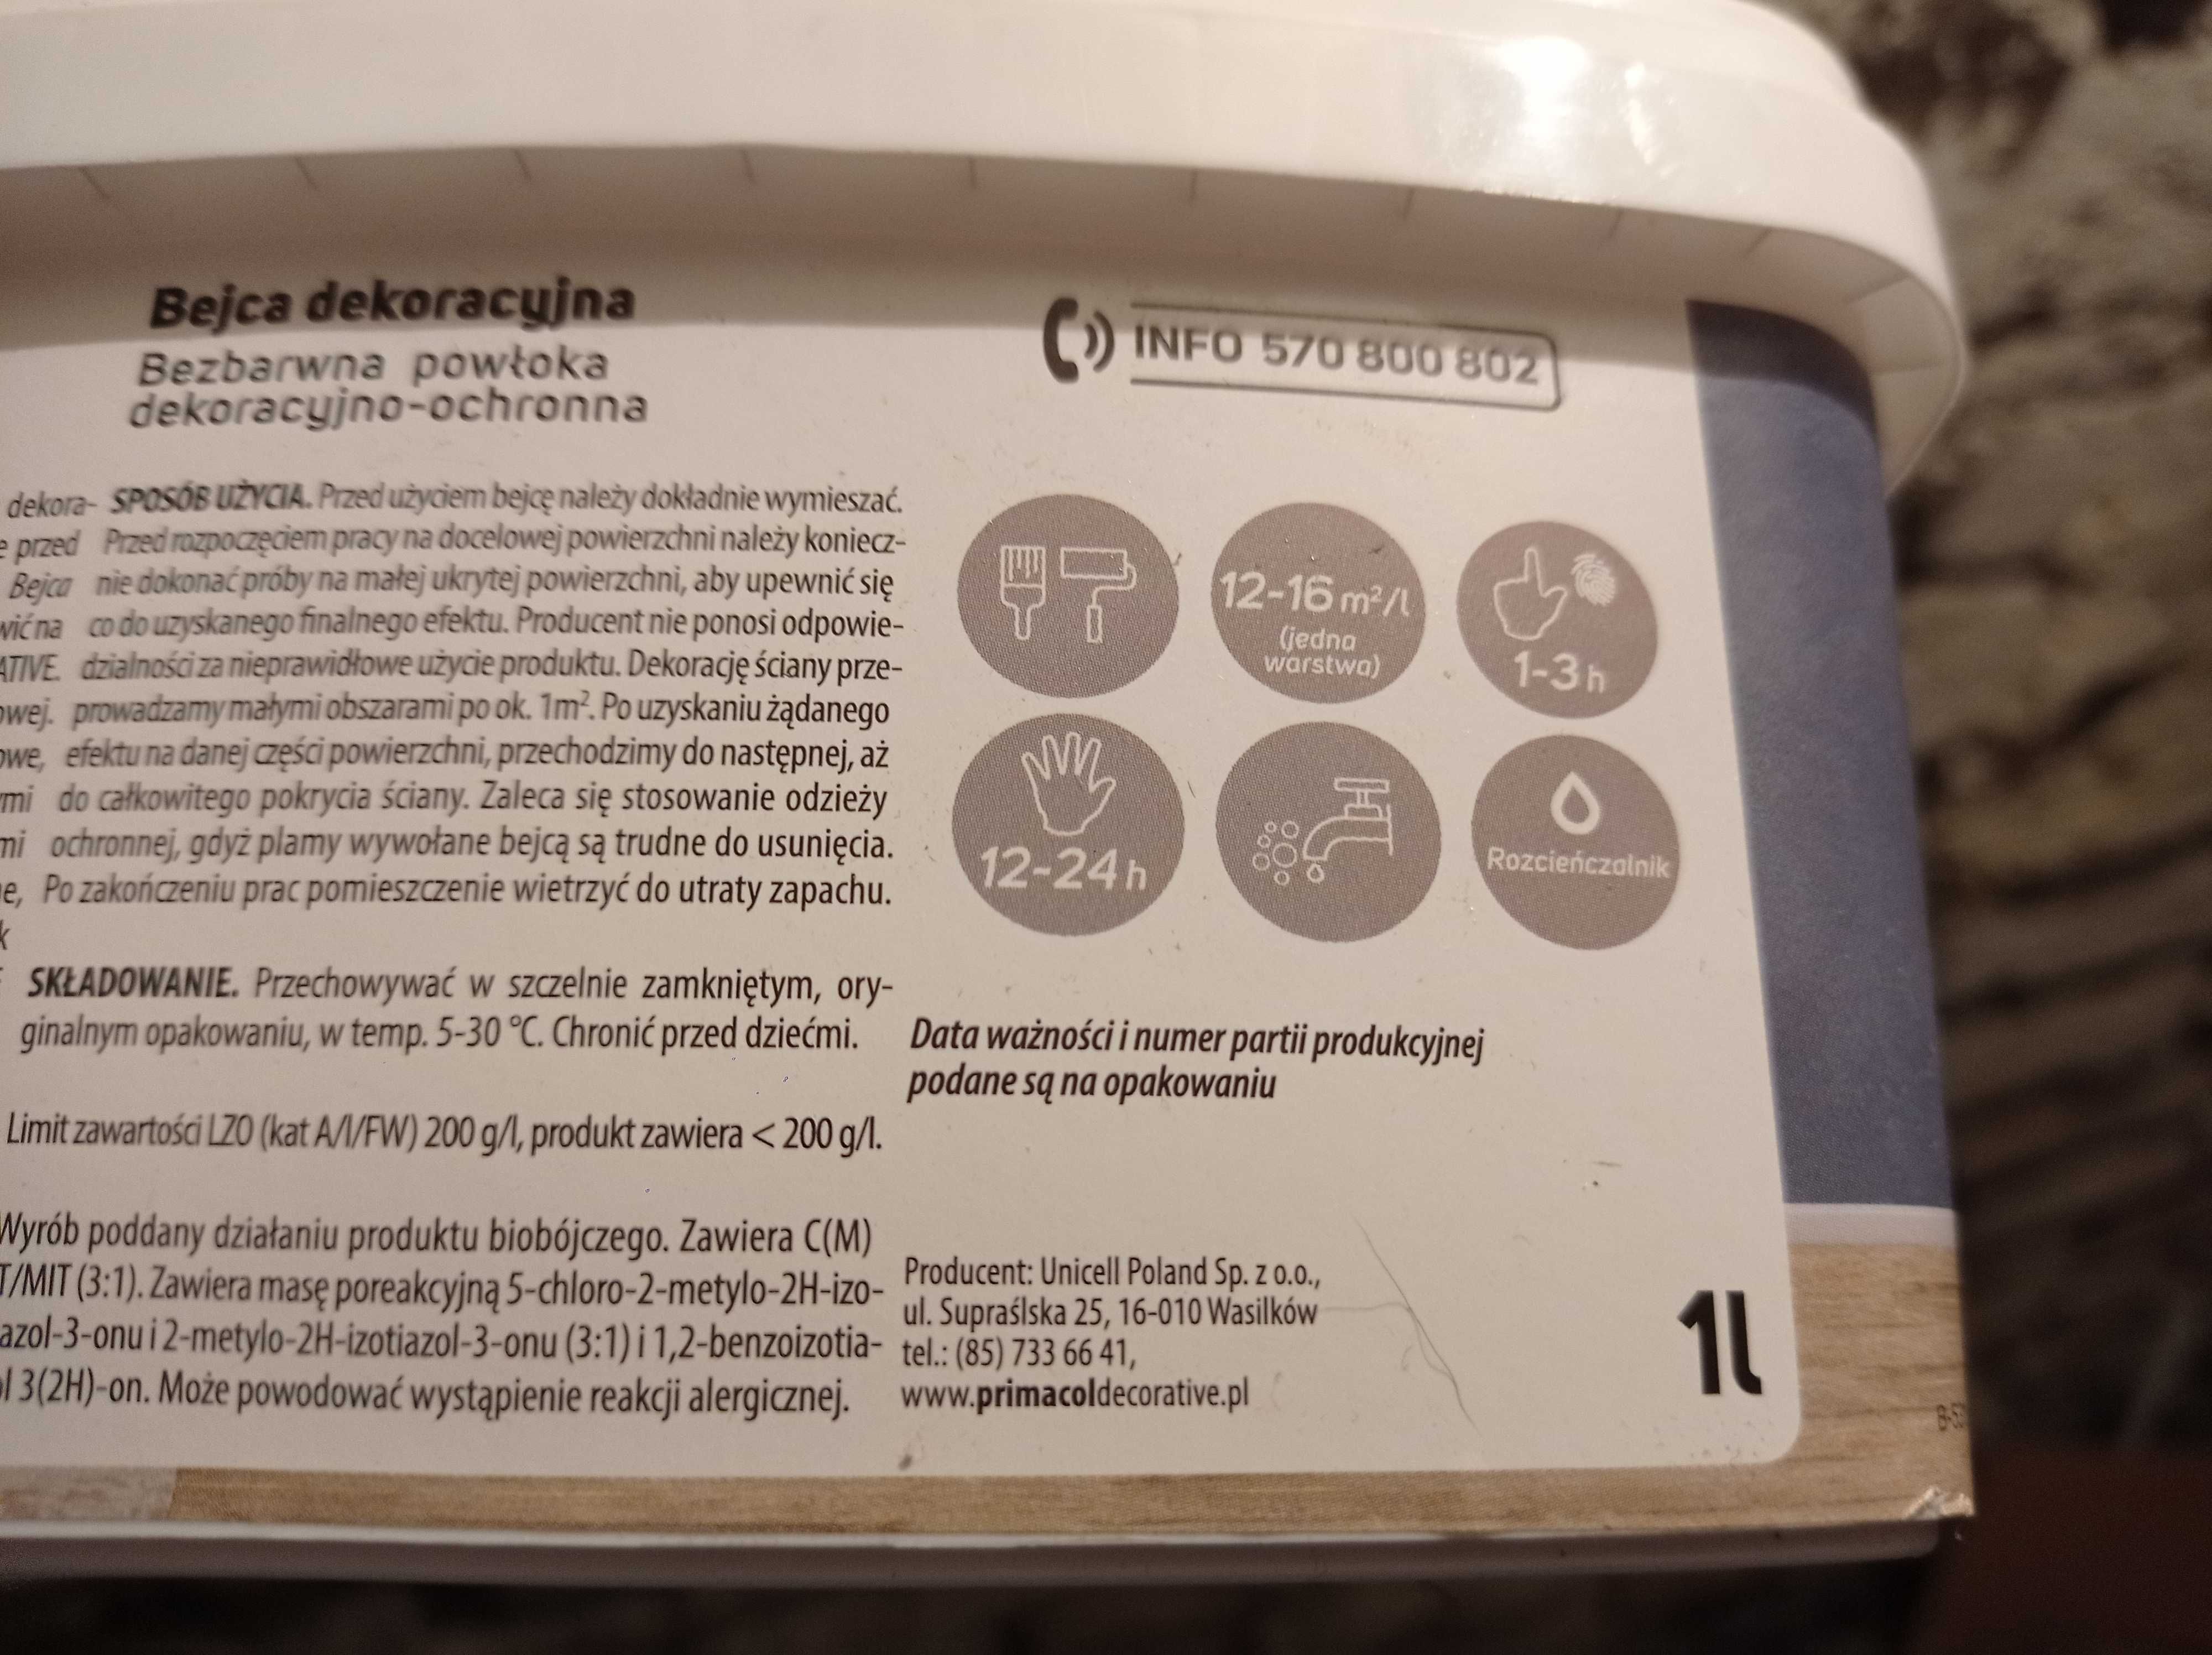 Bejca dekoracyjna
Bezbarwna powłoka
dekoracyjno-ochronna
INFO 570 800 802
dekora-
przed
Bejca
na
owe,
SPOSÓB UŻYCIA. Przed użyciem bejcę należy dokładnie wymieszać.
Przed rozpoczęciem pracy na docelowej powierzchni należy koniecz-
nie dokonać próby na małej ukrytej powierzchni, aby upewnić się
co do uzyskanego finalnego efektu. Producent nie ponosi odpowie-
dzialności za nieprawidłowe użycie produktu. Dekorację ściany prze-
prowadzamy małymi obszarami po ok. 1m². Po uzyskaniu żądanego
efektu na danej części powierzchni, przechodzimy do następnej, aż
do całkowitego pokrycia ściany. Zaleca się stosowanie odzieży
ochronnej, gdyż plamy wywołane bejcą są trudne do usunięcia.
Po zakończeniu prac pomieszczenie wietrzyć do utraty zapachu.
SKŁADOWANIE. Przechowywać w szczelnie zamkniętym, ory-
ginalnym opakowaniu, w temp. 5-30 °C. Chronić przed dziećmi.
Limit zawartości LZO (kat A/l/FW) 200 g/l, produkt zawiera < 200 g/l.
Wyrób poddany działaniu produktu biobójczego. Zawiera C(M)
T/MIT (3:1). Zawiera masę poreakcyjną 5-chloro-2-metylo-2H-izo-
azol-3-onu i 2-metylo-2H-izotiazol-3-onu (3:1) i 1,2-benzoizotia-
ol 3(2H)-on. Może powodować wystąpienie reakcji alergicznej.
12-16 m²/l
(jedna
warstwa)
1-3 h
12-24 h
Rozcieńczalnik
Data ważności i numer partii produkcyjnej
podane są na opakowaniu
Producent: Unicell Poland Sp. z o.o.,
ul. Supraślska 25, 16-010 Wasilków
tel.: (85) 733 66 41,
www.primacoldecorative.pl
1l